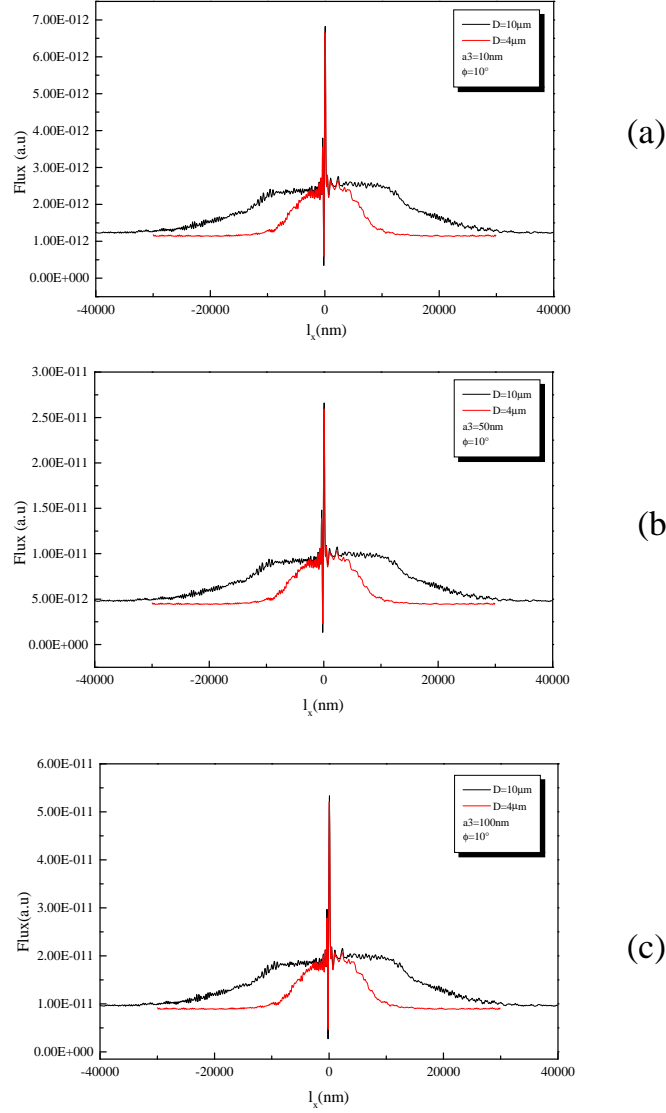 7.00E-012
6.00E-012
5.00E-012
4.00E-012
3.00E-012
2.00E-012
1.00E-012
0.00E+000
Flux (a.u)
-40000 -20000 0 20000 40000
l_x(nm)
D=10μm
D=4μm
a3=10nm
ϕ=10°
(a)
3.00E-011
2.50E-011
2.00E-011
1.50E-011
1.00E-011
5.00E-012
0.00E+000
Flux (a.u)
-40000 -20000 0 20000 40000
l_x(nm)
D=10μm
D=4μm
a3=50nm
ϕ=10°
(b
6.00E-011
5.00E-011
4.00E-011
3.00E-011
2.00E-011
1.00E-011
0.00E+000
Flux(a.u)
-40000 -20000 0 20000 40000
l_x(nm)
D=10μm
D=4μm
a3=100nm
ϕ=10°
(c)